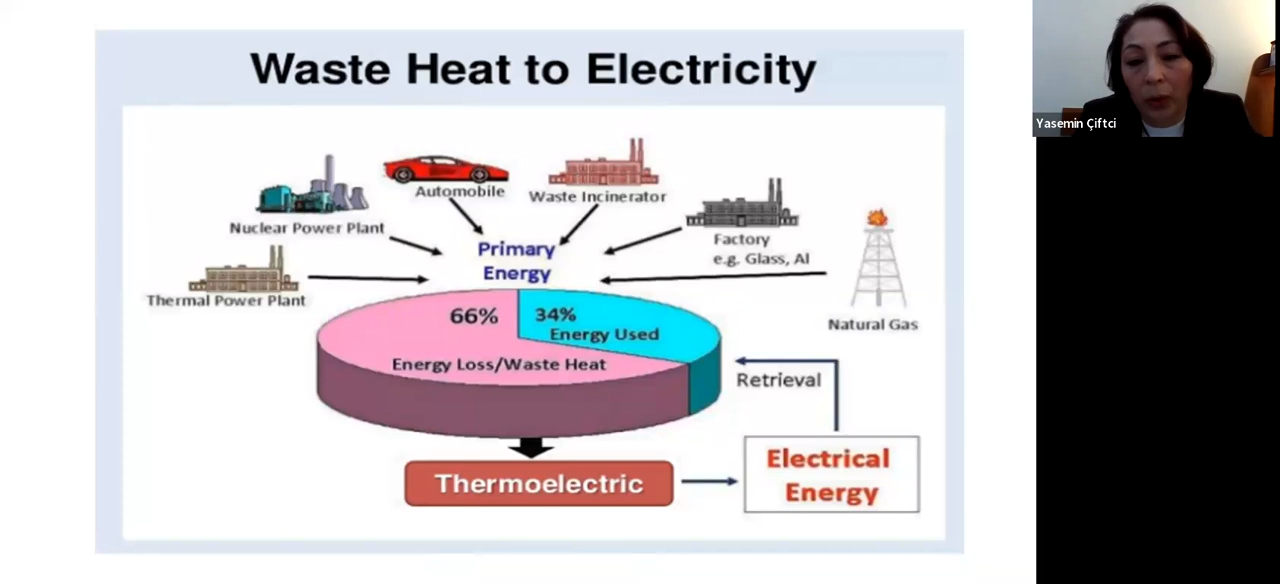 Waste Heat to Electricity
Automobile
Waste Incinerator
Nuclear Power Plant
Primary
Energy
Factory
e.g. Glass, Al
Thermal Power Plant
66%
34%
Energy Used
Natural Gas
Energy Loss/Waste Heat
Retrieval
Thermoelectric
Electrical
Energy
Yasemin Çiftci